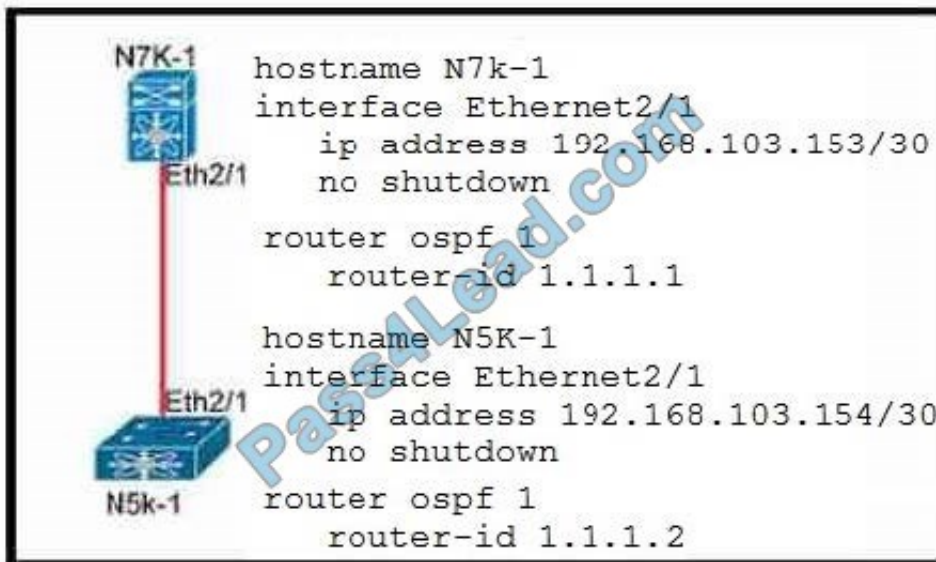 N7K-1
hostname N7k-1
interface Ethernet2/1
ip address 192.168.103.153/30
Eth2/1
no shutdown
router ospf 1
router-id 1.1.1.1
hostname N5K-1
interface Ethernet2/1
Eth2/1
ip address 192.168.103.154/30
no shutdown
N5k-1
router ospf 1
router-id 1.1.1.2
Pass4Lead.com